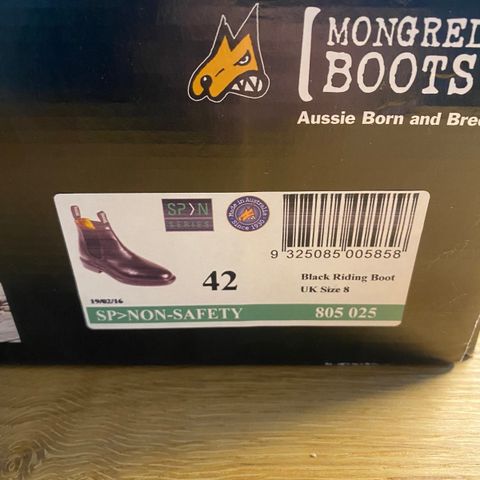 MONGREL
BOOTS
Aussie Born and Bred
SP>N
SERIES
Made in Australia
Since 1930
9 325085 005858
42
Black Riding Boot
UK Size 8
19/02/16
SP>NON-SAFETY
805 025